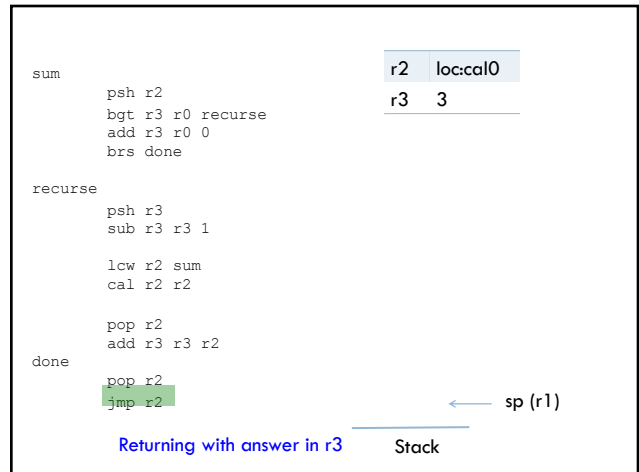 sum
psh r2
bgt r3 r0 recurse
add r3 r0 0
brs done
recurse
psh r3
sub r3 r3 1
lcw r2 sum
cal r2 r2
pop r2
add r3 r3 r2
done
pop r2
jmp r2
r2 loc:cal0
r3 3
sp (r1)
Returning with answer in r3
Stack